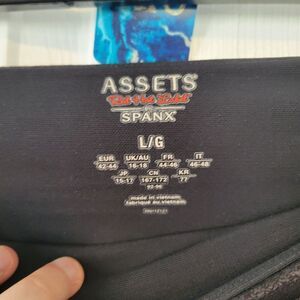 ASSETS
Red Hot Label
SPANX
L/G
EUR UK/AU FR IT
42-44 16-18 44-46 46-48
JP CN KR
15-17 167-172 77
made in vietnam
fabriqué au vietnam